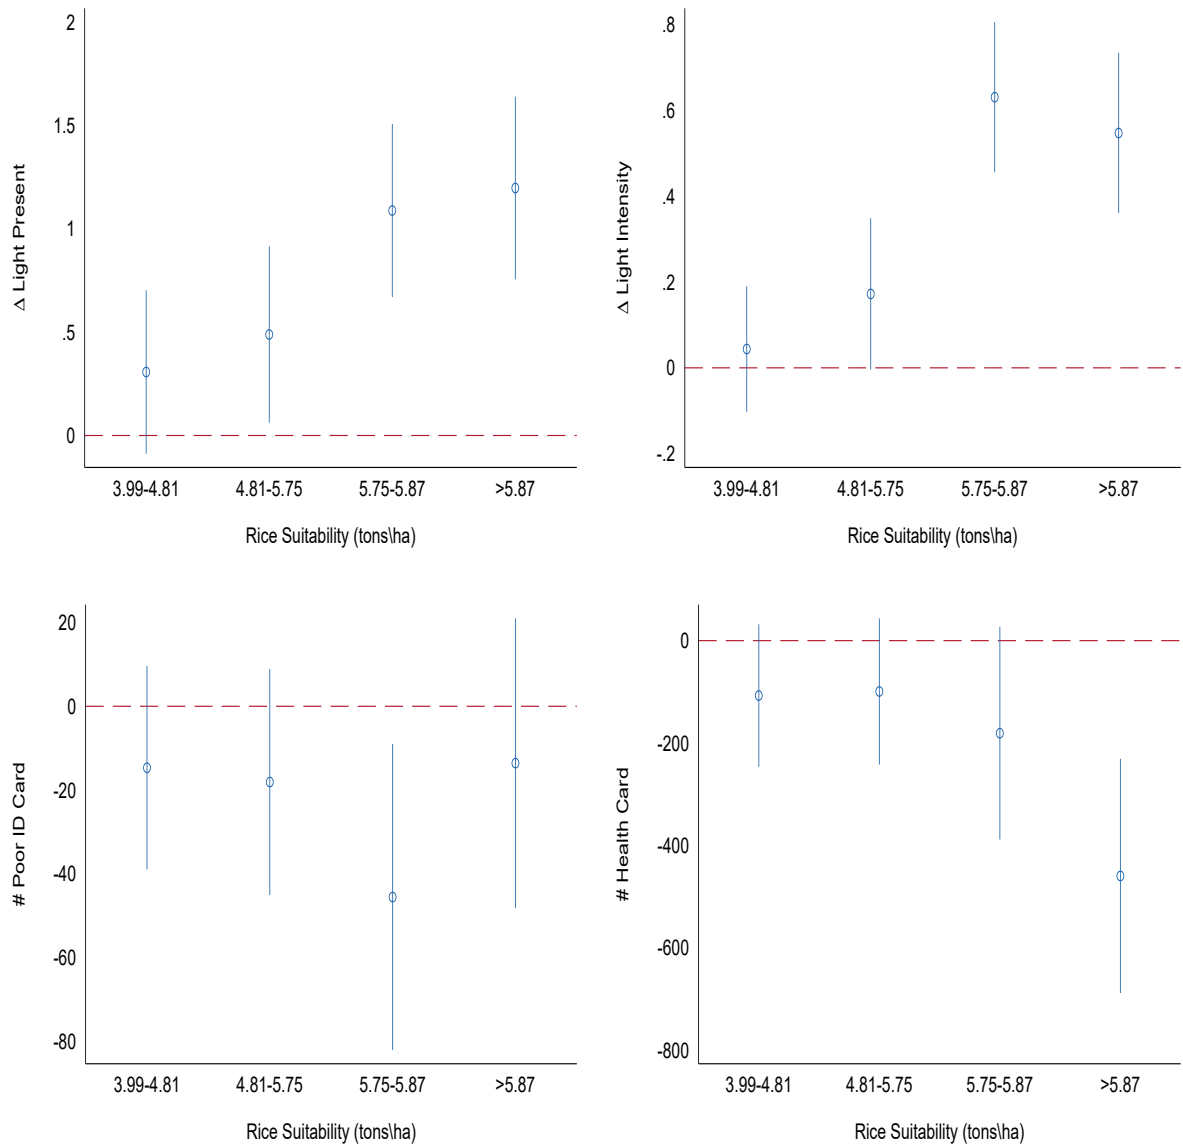 Δ Light Present
2
1.5
1
.5
0
3.99-4.81 4.81-5.75 5.75-5.87 >5.87
Rice Suitability (tons\ha)
Δ Light Intensity
.8
.6
.4
.2
0
-.2
3.99-4.81 4.81-5.75 5.75-5.87 >5.87
Rice Suitability (tons\ha)
# Poor ID Card
20
0
-20
-40
-60
-80
3.99-4.81 4.81-5.75 5.75-5.87 >5.87
Rice Suitability (tons\ha)
# Health Card
0
-200
-400
-600
-800
3.99-4.81 4.81-5.75 5.75-5.87 >5.87
Rice Suitability (tons\ha)